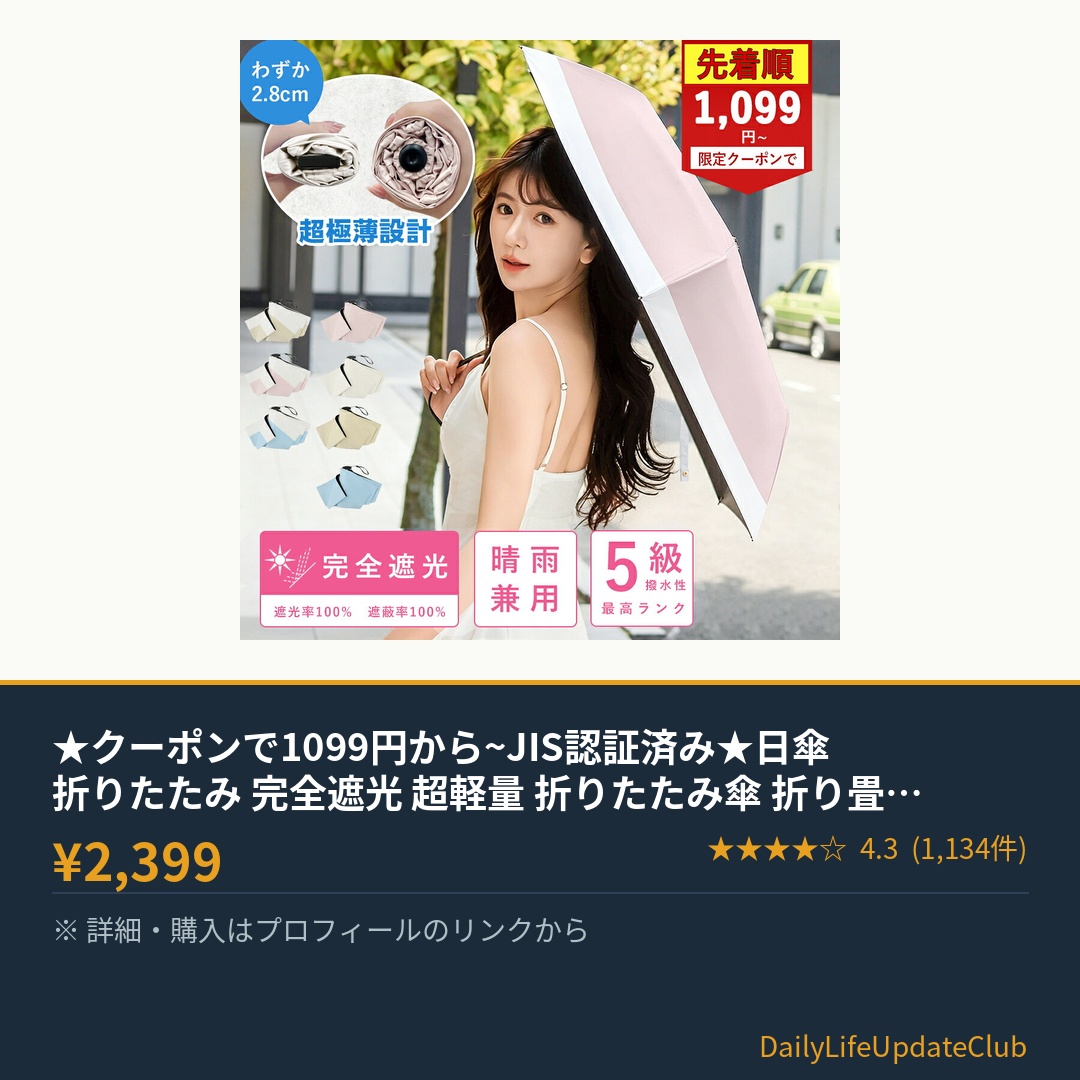 わずか
2.8cm
超極薄設計
先着順
1,099
円~
限定クーポンで
完全遮光
遮光率100% 遮蔽率100%
晴雨
兼用
5級
撥水性
最高ランク
★クーポンで1099円から~JIS認証済み★日傘
折りたたみ 完全遮光 超軽量 折りたたみ傘 折り畳…
¥2,399
★★★★☆ 4.3 (1,134件)
※ 詳細・購入はプロフィールのリンクから
DailyLifeUpdateClub